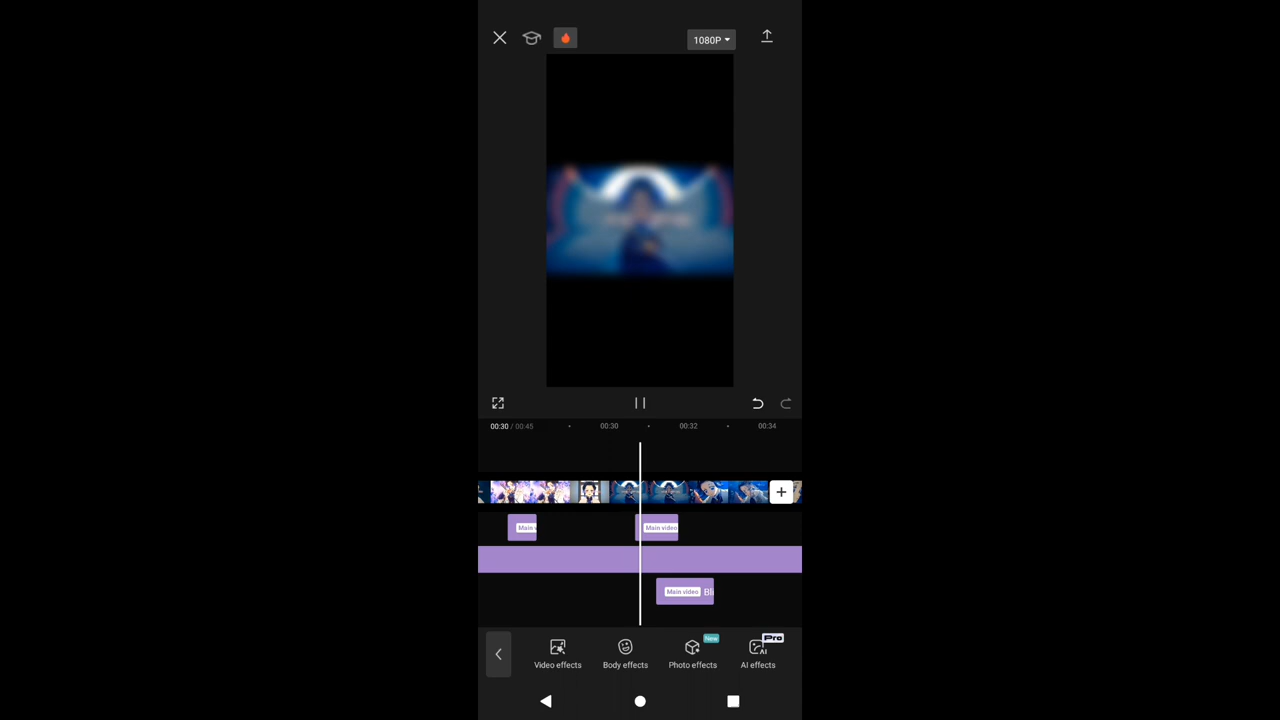 1080P
00:30 / 00:45
00:30
00:32
00:34
Main v
Main video
Main video Bl
Video effects
Body effects
New
Photo effects
Pro
AI
AI effects